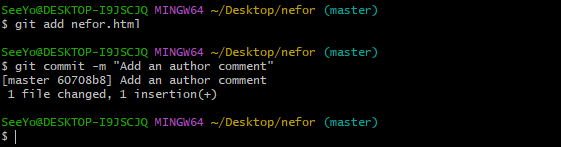 SeeYo@DESKTOP-I9JSCJQ MINGW64 ~/Desktop/nefor (master)
$ git add nefor.html
SeeYo@DESKTOP-I9JSCJQ MINGW64 ~/Desktop/nefor (master)
$ git commit -m "Add an author comment"
[master 60708b8] Add an author comment
 1 file changed, 1 insertion(+)
SeeYo@DESKTOP-I9JSCJQ MINGW64 ~/Desktop/nefor (master)
$